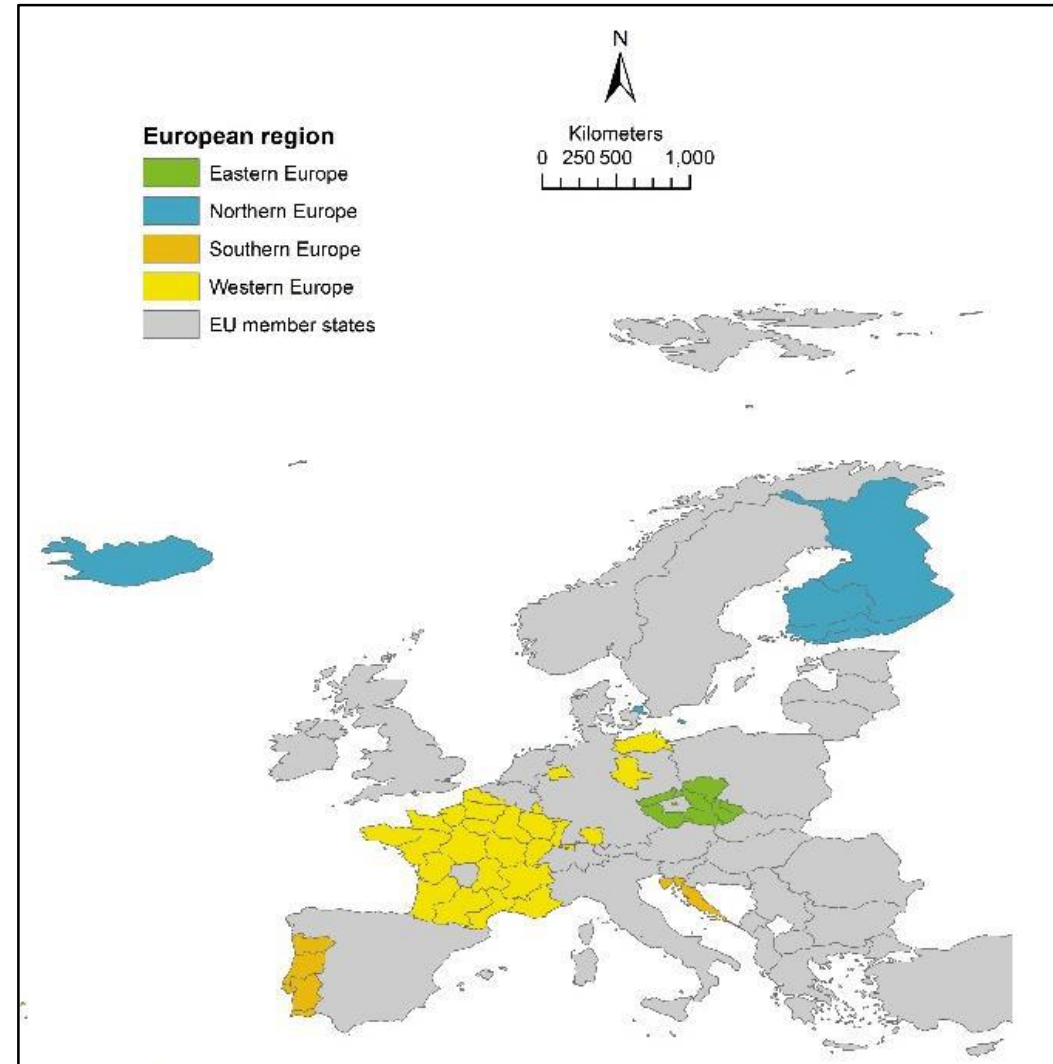 N
Kilometers
0 250 500 1,000
European region
Eastern Europe
Northern Europe
Southern Europe
Western Europe
EU member states